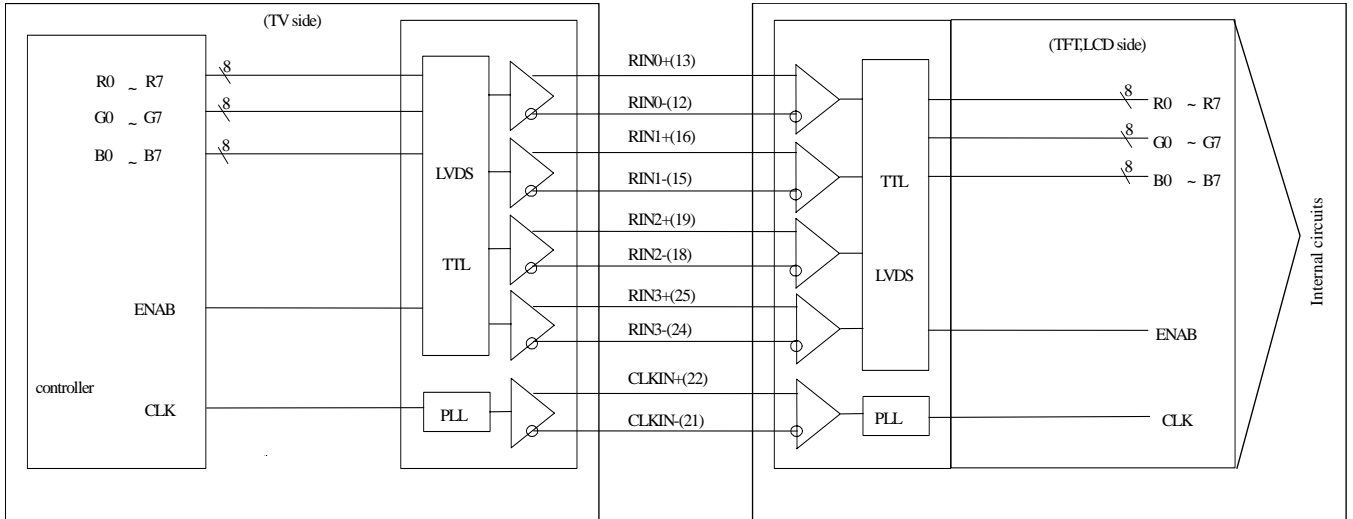 (TV side)
R0 ~ R7
8
G0 ~ G7
8
B0 ~ B7
8
ENAB
controller
CLK
LVDS
TTL
PLL
RIN0+(13)
RIN0-(12)
RIN1+(16)
RIN1-(15)
RIN2+(19)
RIN2-(18)
RIN3+(25)
RIN3-(24)
CLKIN+(22)
CLKIN-(21)
TTL
LVDS
PLL
(TFT,LCD side)
8
R0 ~ R7
8
G0 ~ G7
8
B0 ~ B7
ENAB
CLK
Internal circuits